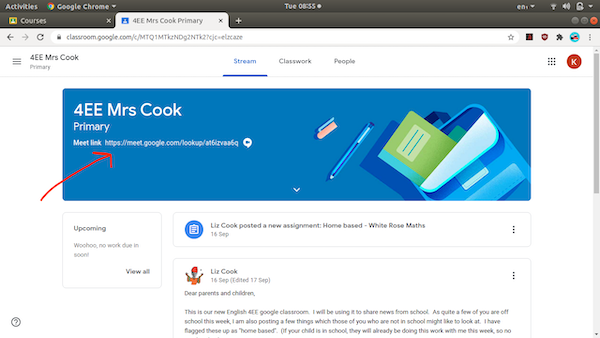 Activities Google Chrome ▾ Tue 08:55 ● en₁
Courses 4EE Mrs Cook Primary
classroom.google.com/c/MTQ1MTkzNDg2NTk2?cjc=elzcaze
4EE Mrs Cook
Primary
Stream Classwork People K
4EE Mrs Cook
Primary
Meet link https://meet.google.com/lookup/at6izvaa6q
Upcoming
Woohoo, no work due in
soon!
View all
Liz Cook posted a new assignment: Home based - White Rose Maths
16 Sep
Liz Cook
16 Sep (Edited 17 Sep)
Dear parents and children,
This is our new English 4EE google classroom. I will be using it to share news from school. As quite a few of you are off
school this week, I am also posting a few things which those of you who are not in school might like to look at. I have
flagged these up as "home based". (If your child is in school, they will already be doing this work with me this week, so no